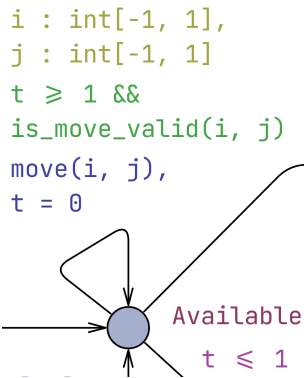 i : int[-1, 1],
j : int[-1, 1]
t ⩾ 1 &&
is_move_valid(i, j)
move(i, j),
t = 0
Available
t ⩽ 1